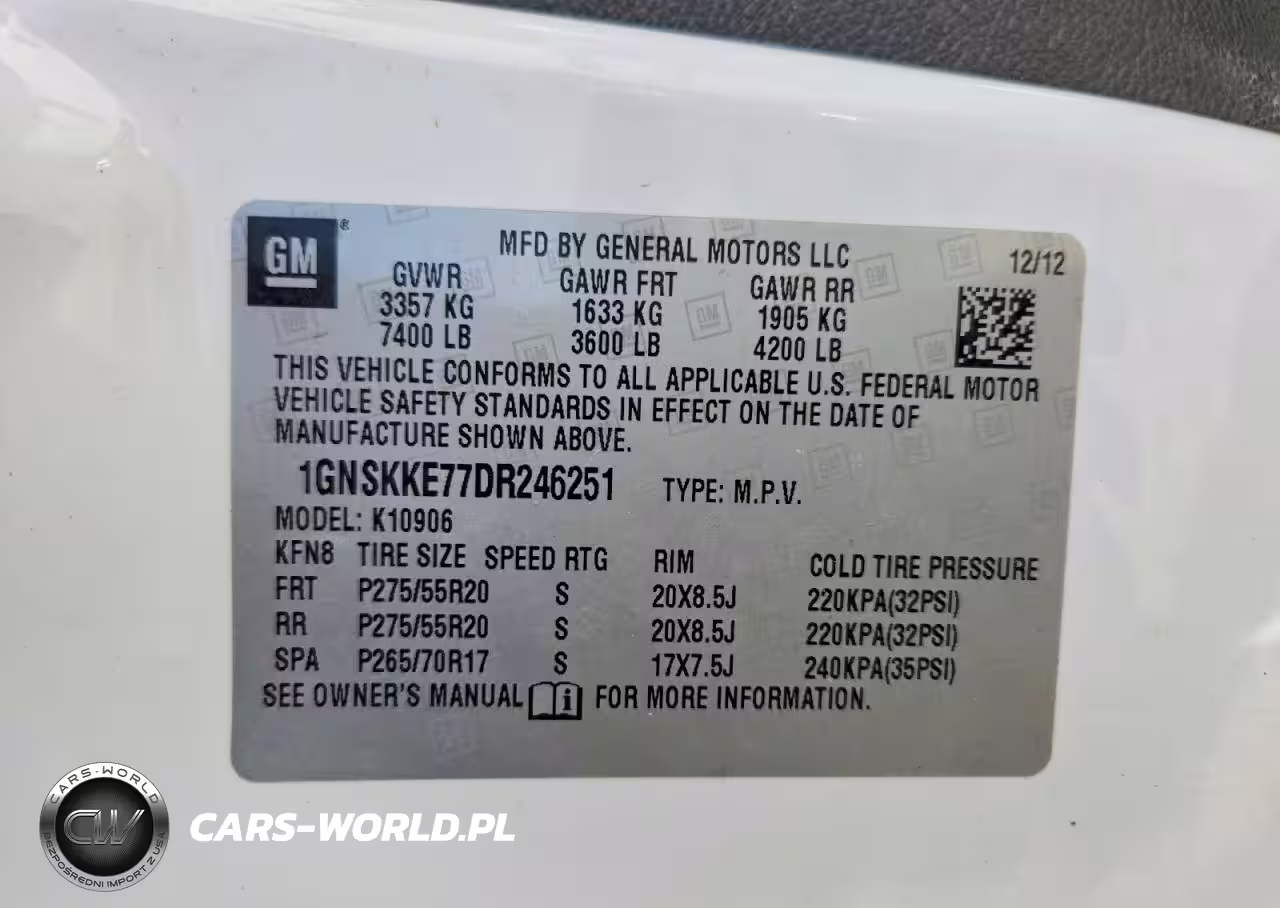 GM®
MFD BY GENERAL MOTORS LLC 12/12
GVWR GAWR FRT GAWR RR
3357 KG 1633 KG 1905 KG
7400 LB 3600 LB 4200 LB
THIS VEHICLE CONFORMS TO ALL APPLICABLE U.S. FEDERAL MOTOR
VEHICLE SAFETY STANDARDS IN EFFECT ON THE DATE OF
MANUFACTURE SHOWN ABOVE.
1GNSKKE77DR246251 TYPE: M.P.V.
MODEL: K10906
KFN8 TIRE SIZE SPEED RTG RIM COLD TIRE PRESSURE
FRT P275/55R20 S 20X8.5J 220KPA(32PSI)
RR P275/55R20 S 20X8.5J 220KPA(32PSI)
SPA P265/70R17 S 17X7.5J 240KPA(35PSI)
SEE OWNER'S MANUAL FOR MORE INFORMATION.
CARS-WORLD
CW
BEZPOŚREDNI IMPORT Z USA
CARS-WORLD.PL